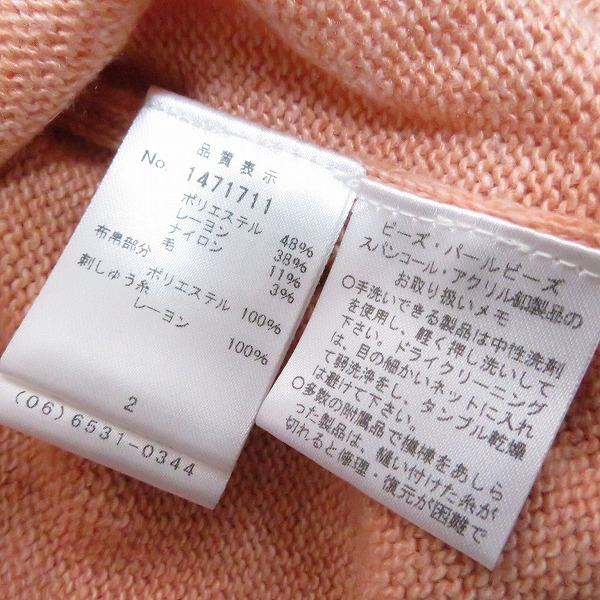 品質表示
No. 1471711
ポリエステル 48%
レーヨン 38%
ナイロン 11%
毛 3%
布帛部分
ポリエステル 100%
刺しゅう糸
レーヨン 100%
2
(06)6531-0344
ビーズ・パールビーズ
スパンコール・アクリル釦製品の
お取り扱いメモ
○手洗いできる製品は中性洗剤
を使用し、軽く押し洗いして
下さい。ドライクリーニング
は、目の細かいネットに入れ
て弱洗浄をし、タンブル乾燥
は避けて下さい。
○多数の附属品で模様をあしら
った製品は、縫い付けた糸が
切れると修理・復元が困難で